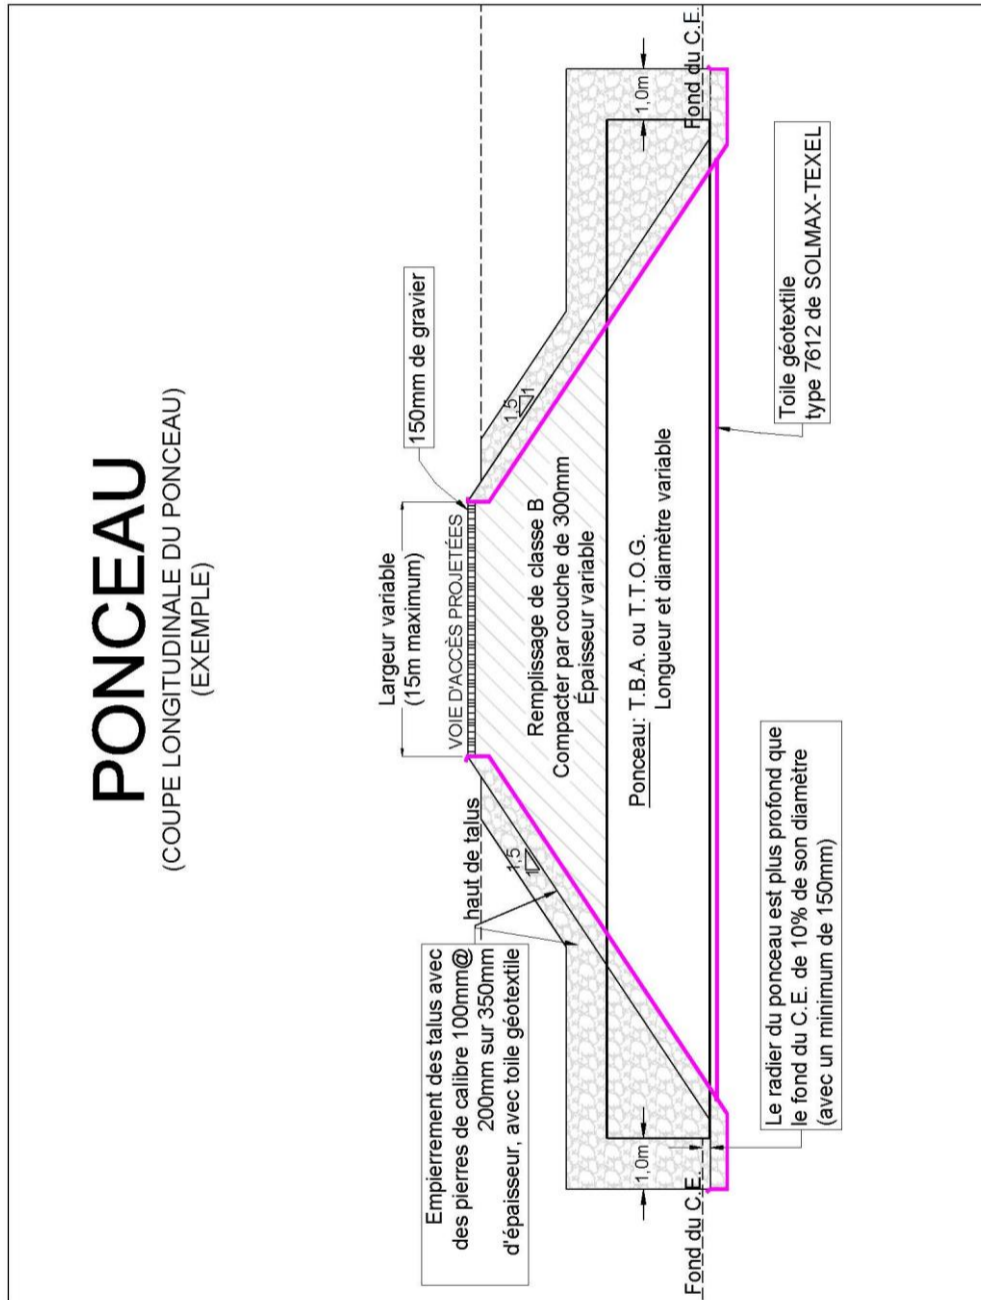 PONCEAU
(COUPE LONGITUDINALE DU PONCEAU)
(EXEMPLE)
Largeur variable
(15m maximum)
150mm de gravier
VOIE D'ACCÈS PROJETÉES
haut de talus
Empierrement des talus avec
des pierres de calibre 100mm@
200mm sur 350mm
d'épaisseur, avec toile géotextile
1,5
1
1,5
1
Remplissage de classe B
Compacter par couche de 300mm
Épaisseur variable
Ponceau: T.B.A. ou T.T.O.G.
Longueur et diamètre variable
1,0m
1,0m
Fond du C.E.
Fond du C.E.
Le radier du ponceau est plus profond que
le fond du C.E. de 10% de son diamètre
(avec un minimum de 150mm)
Toile géotextile
type 7612 de SOLMAX-TEXEL